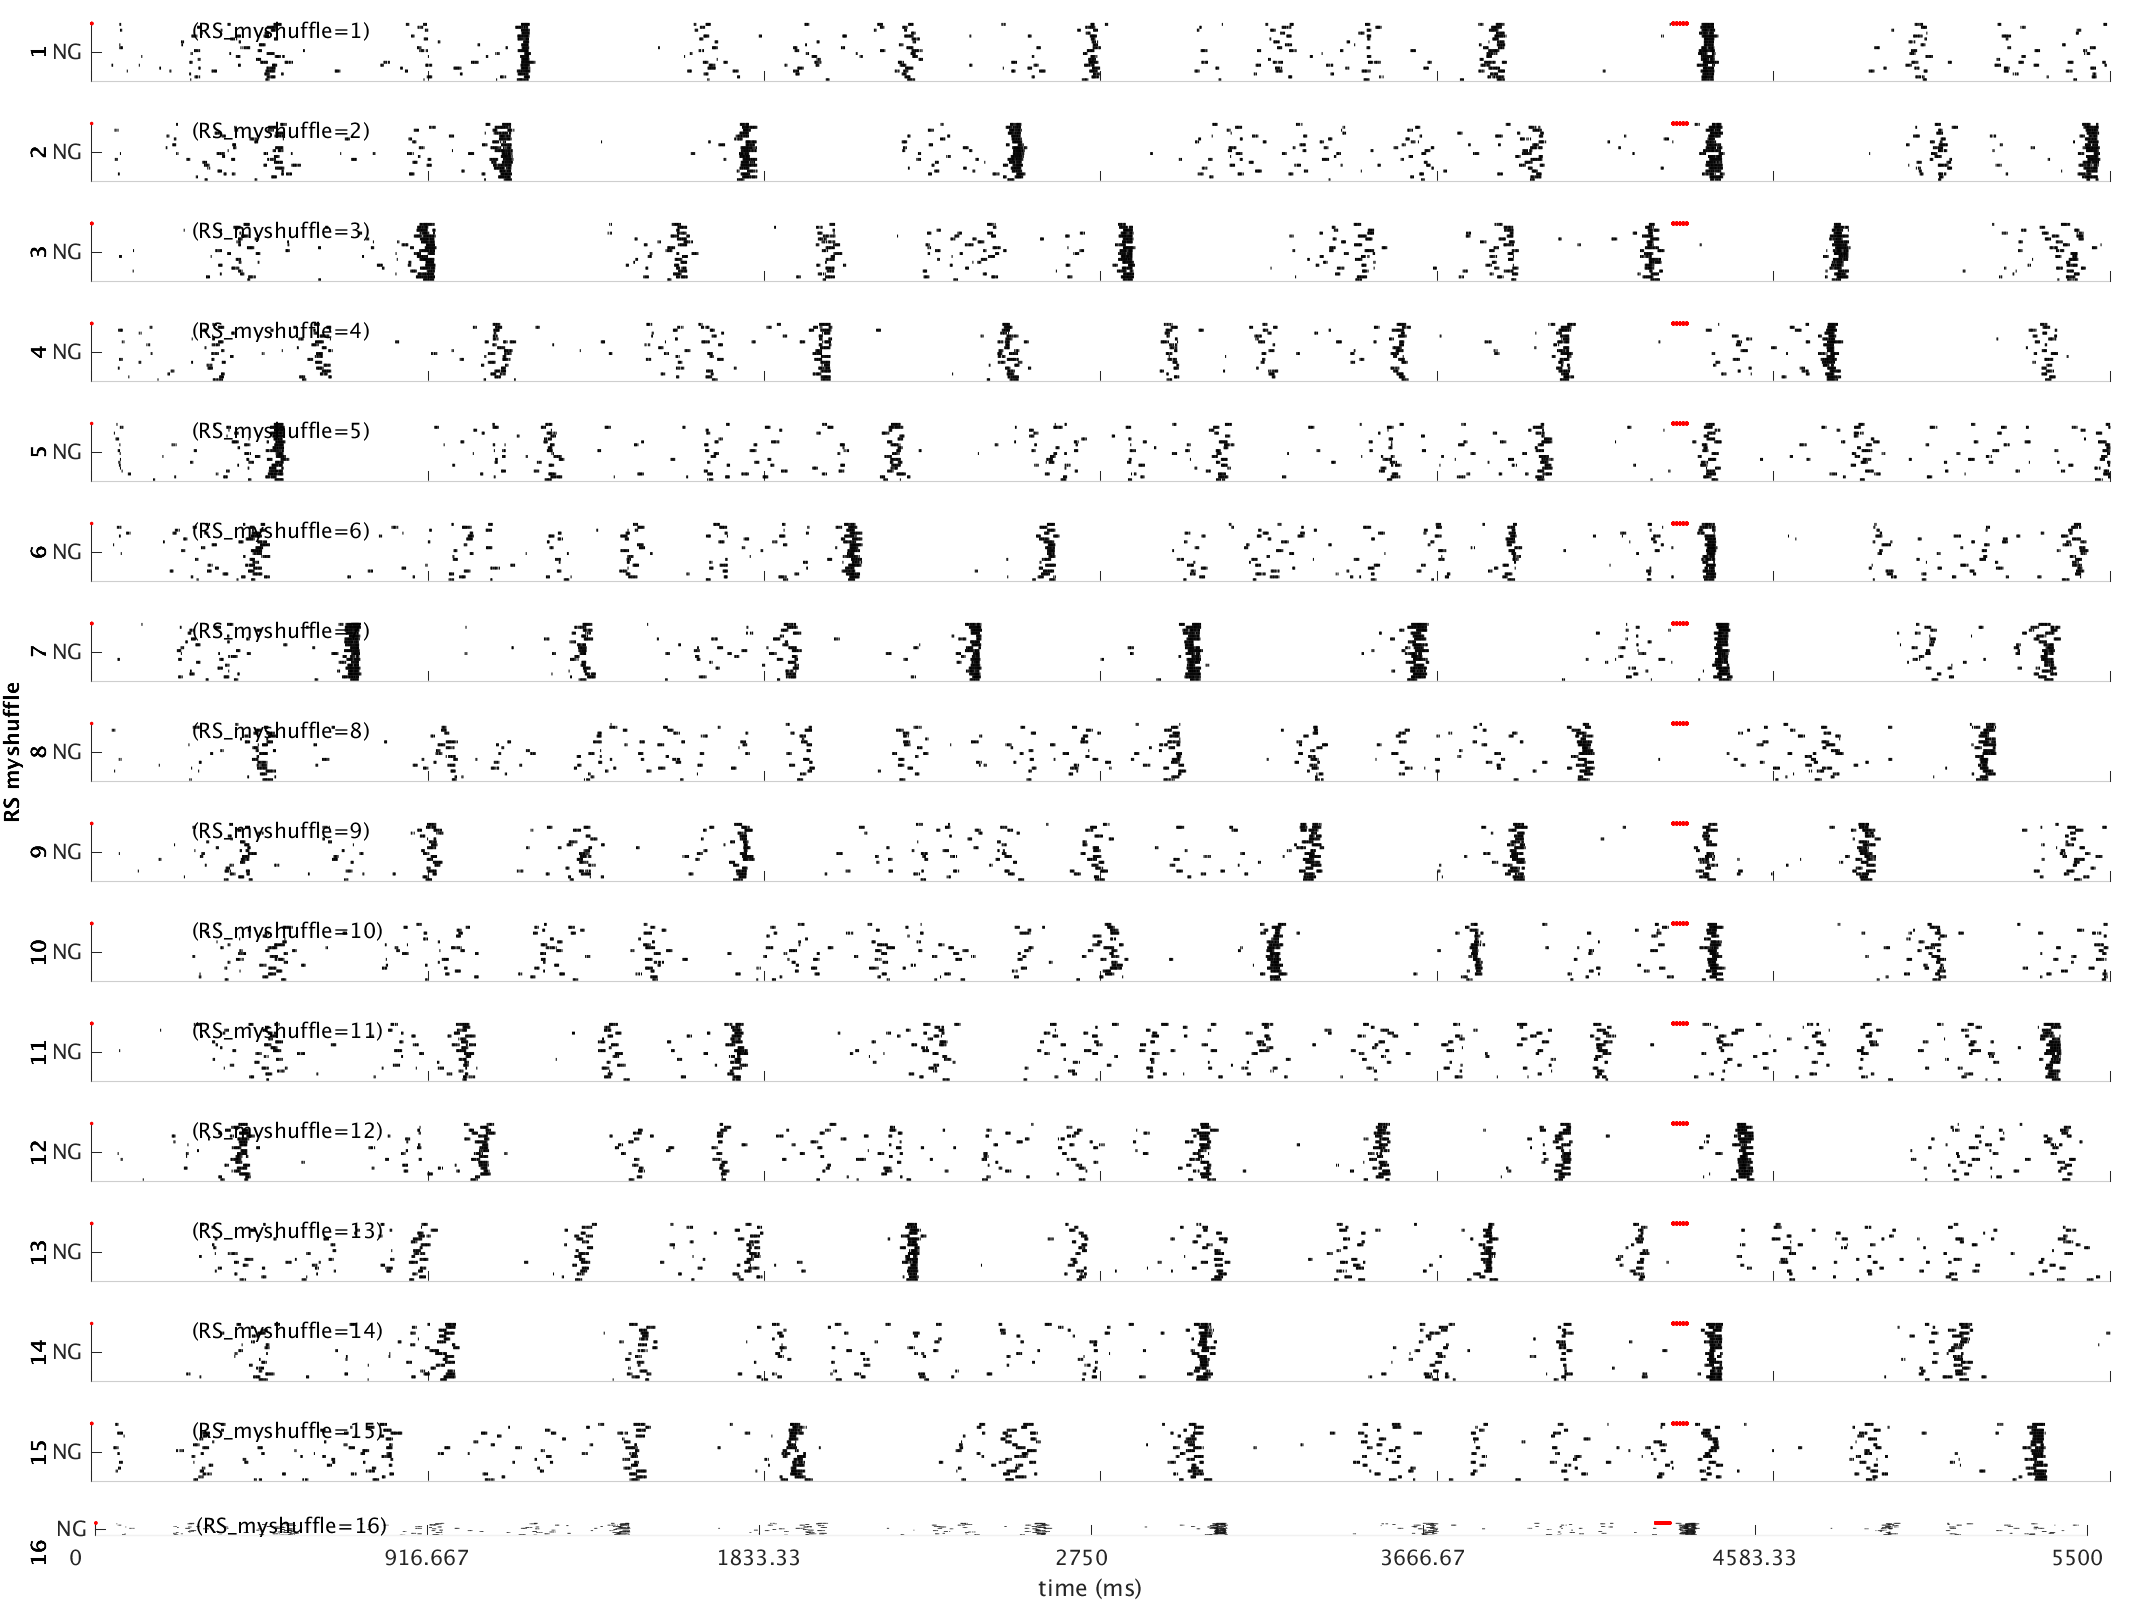 (RS_myshuffle=1)
1 NG
(RS_myshuffle=2)
2 NG
(RS_myshuffle=3)
3 NG
(RS_myshuffle=4)
4 NG
(RS_myshuffle=5)
5 NG
(RS_myshuffle=6)
6 NG
(RS_myshuffle=7)
7 NG
(RS_myshuffle=8)
8 NG
(RS_myshuffle=9)
9 NG
(RS_myshuffle=10)
10 NG
(RS_myshuffle=11)
11 NG
(RS_myshuffle=12)
12 NG
(RS_myshuffle=13)
13 NG
(RS_myshuffle=14)
14 NG
(RS_myshuffle=15)
15 NG
(RS_myshuffle=16)
16 NG
RS myshuffle
0 916.667 1833.33 2750 3666.67 4583.33 5500
time (ms)